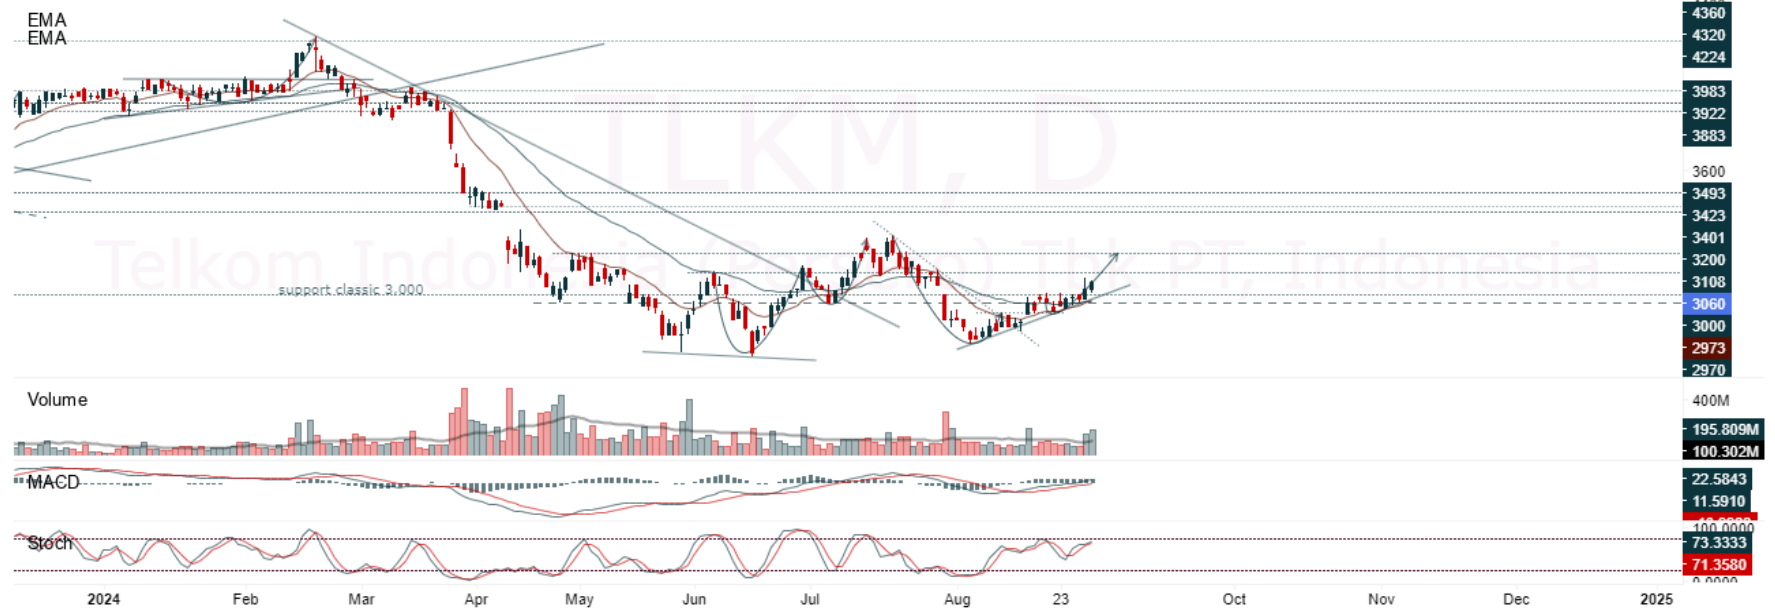 EMA
EMA
TLKM, D
Telkom Indonesia (Persero) Tbk PT, Indonesia
support classic 3,000
4360
4320
4224
3983
3922
3883
3600
3493
3423
3401
3200
3108
3060
3000
2973
2970
Volume
400M
195.809M
100.302M
MACD
22.5843
11.5910
Stoch
100.0000
73.3333
71.3580
0.0000
2024
Feb
Mar
Apr
May
Jun
Jul
Aug
23
Oct
Nov
Dec
2025